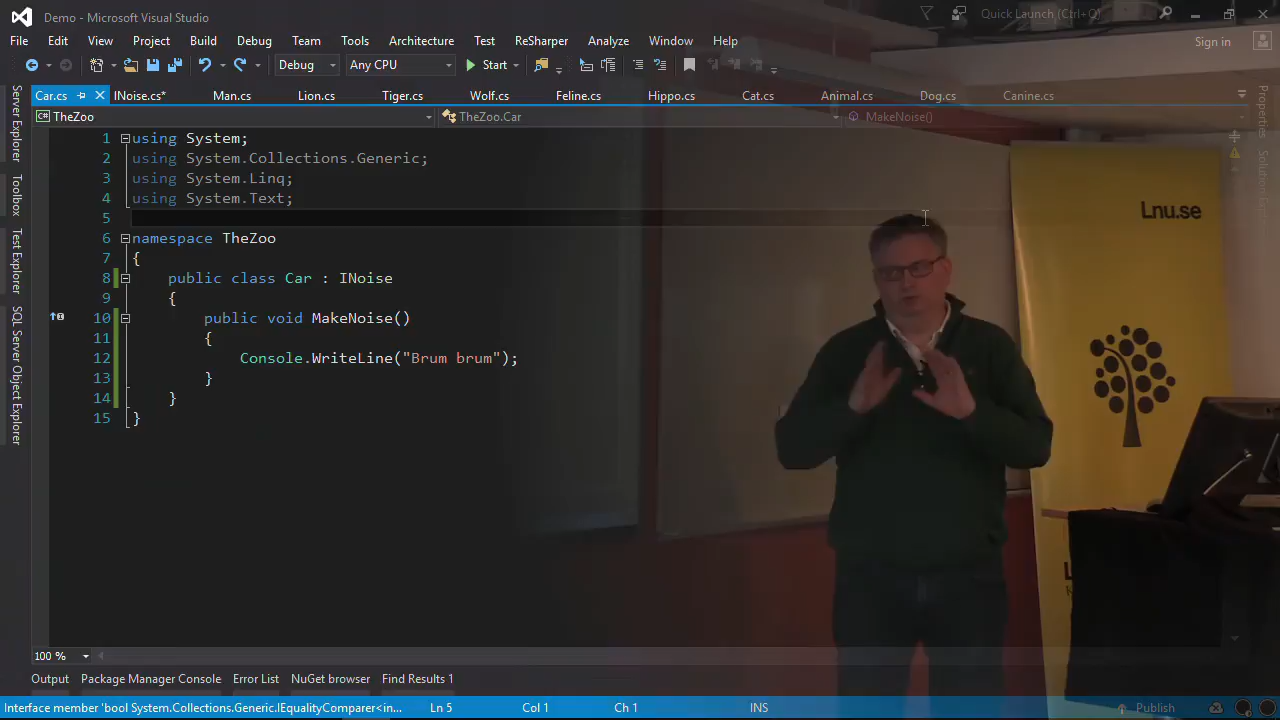 Demo - Microsoft Visual Studio
Quick Launch (Ctrl+Q)
File Edit View Project Build Debug Team Tools Architecture Test ReSharper Analyze Window Help
Sign in
Debug Any CPU Start
Car.cs INoise.cs* Man.cs Lion.cs Tiger.cs Wolf.cs Feline.cs Hippo.cs Cat.cs Animal.cs Dog.cs Canine.cs
TheZoo TheZoo.Car MakeNoise()
Server Explorer
Toolbox
Test Explorer
SQL Server Object Explorer
Properties
1 using System;
2 using System.Collections.Generic;
3 using System.Linq;
4 using System.Text;
5
6 namespace TheZoo
7 {
8 public class Car : INoise
9 {
10 public void MakeNoise()
11 {
12 Console.WriteLine("Brum brum");
13 }
14 }
15 }
Lnu.se
100 %
Output Package Manager Console Error List NuGet browser Find Results 1
Interface member 'bool System.Collections.Generic.IEqualityComparer<in... Ln 5 Col 1 Ch 1 INS Publish